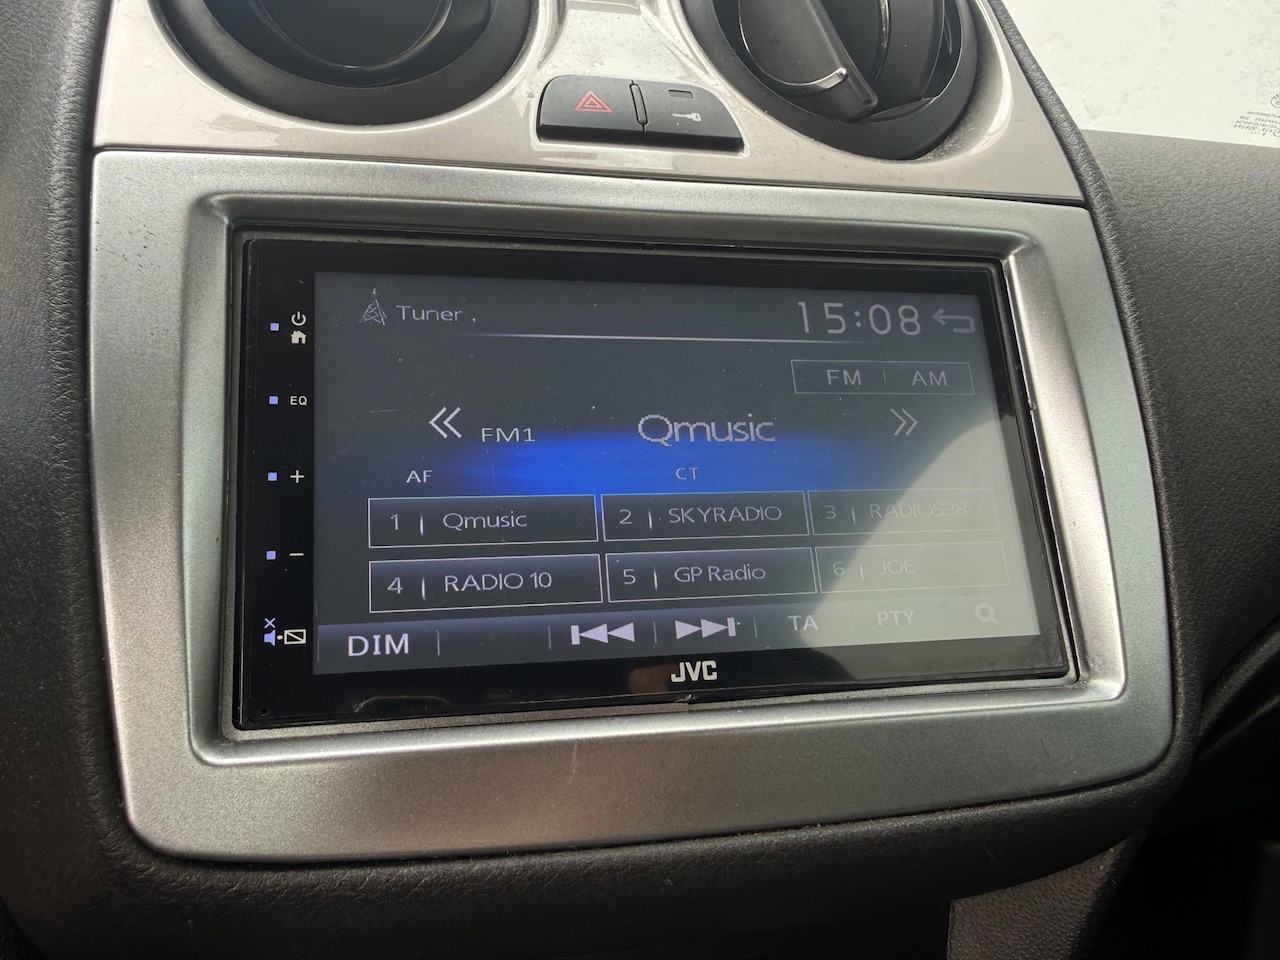 Tuner 15:08
FM AM
FM1 Qmusic
AF CT
EQ
1 Qmusic 2 SKYRADIO 3 RADIO538
4 RADIO 10 5 GP Radio 6 JOE
DIM TA PTY
JVC